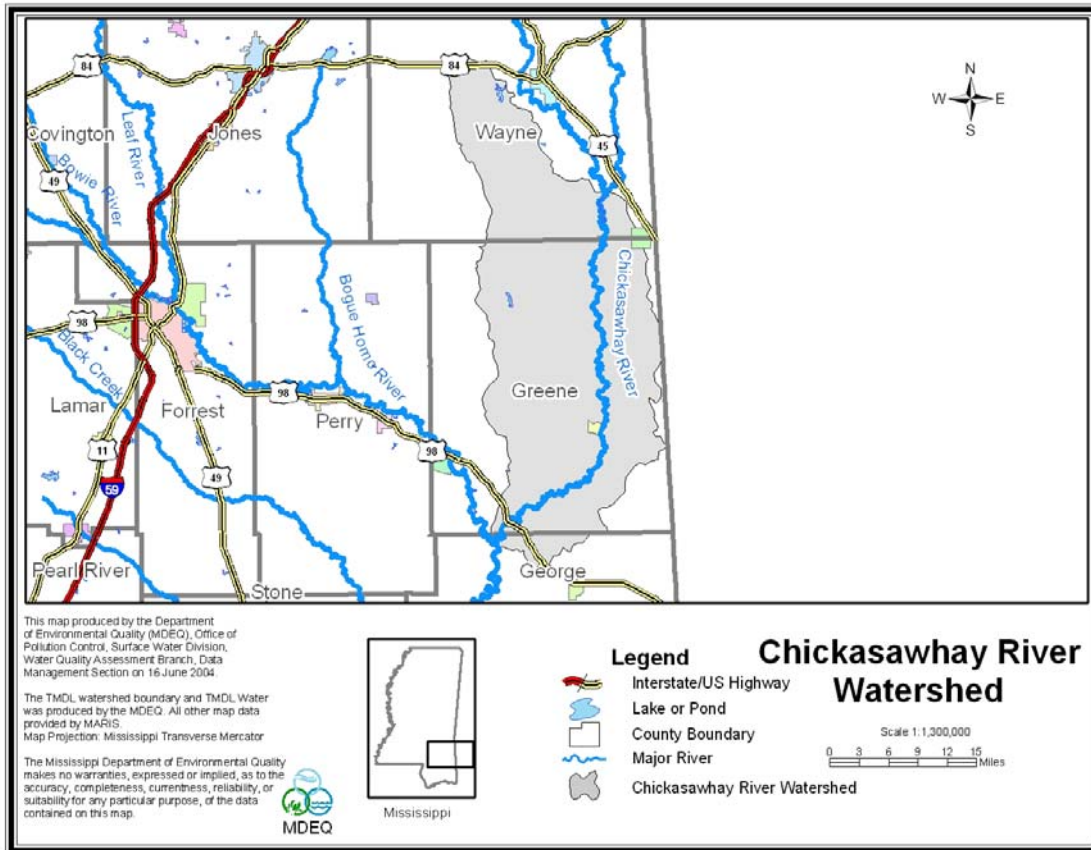 N
W E
S
84
84
Covington
Leaf River
Jones
Wayne
45
Bowie River
49
Chickasawhay River
Bogue Homo River
98
Black Creek
98
Greene
Lamar
Forrest
Perry
11
98
49
59
Pearl River
George
Stone
This map produced by the Department
of Environmental Quality (MDEQ), Office of
Pollution Control, Surface Water Division,
Water Quality Assessment Branch, Data
Management Section on 16 June 2004.
The TMDL watershed boundary and TMDL Water
was produced by the MDEQ. All other map data
provided by MARIS.
Map Projection: Mississippi Transverse Mercator
The Mississippi Department of Environmental Quality
makes no warranties, expressed or implied, as to the
accuracy, completeness, currentness, reliability, or
suitability for any particular purpose, of the data
contained on this map.
MDEQ
Mississippi
Legend
Interstate/US Highway
Lake or Pond
County Boundary
Major River
Chickasawhay River Watershed
Chickasawhay River
Watershed
Scale 1:1,300,000
0 3 6 9 12 15
Miles